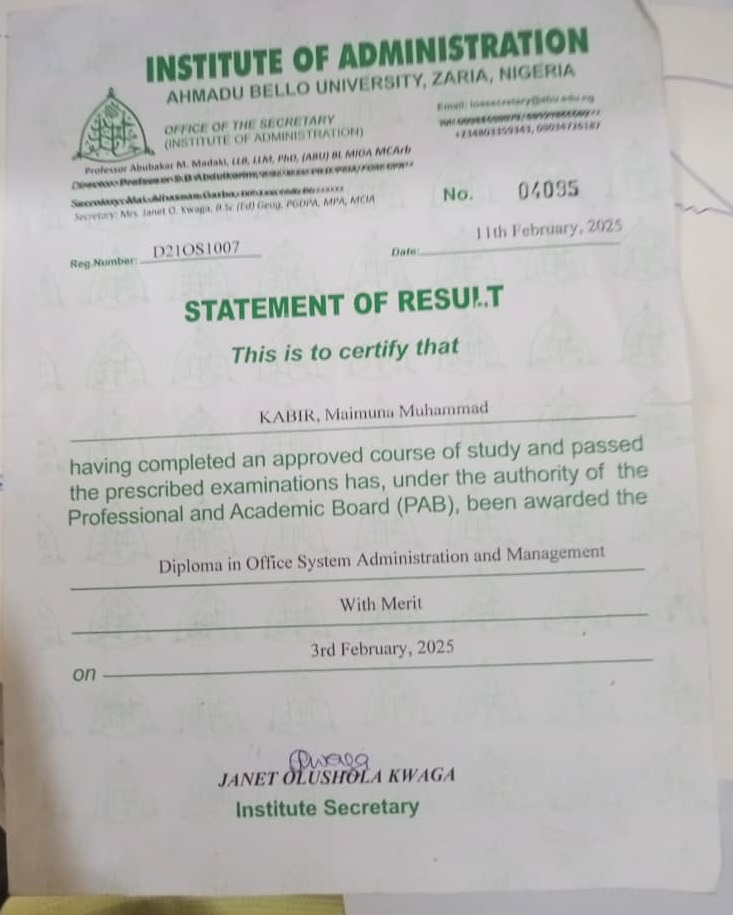 INSTITUTE OF ADMINISTRATION
AHMADU BELLO UNIVERSITY, ZARIA, NIGERIA
OFFICE OF THE SECRETARY
(INSTITUTE OF ADMINISTRATION)
Email:
+234803359343, 09036726187
Professor Abubakar M. Madaki, LLB, LLM, PhD, (ABU) BL MIOA MCArb
Secretary: Mrs. Janet O. Kwaga, B.Sc (Ed) Geog, PGDPA, MPA, MCIA
No. 04095
Reg.Number: D21OS1007
Date: 11th February, 2025
STATEMENT OF RESULT
This is to certify that
KABIR, Maimuna Muhammad
having completed an approved course of study and passed
the prescribed examinations has, under the authority of the
Professional and Academic Board (PAB), been awarded the
Diploma in Office System Administration and Management
With Merit
on 3rd February, 2025
JANET OLUSHOLA KWAGA
Institute Secretary